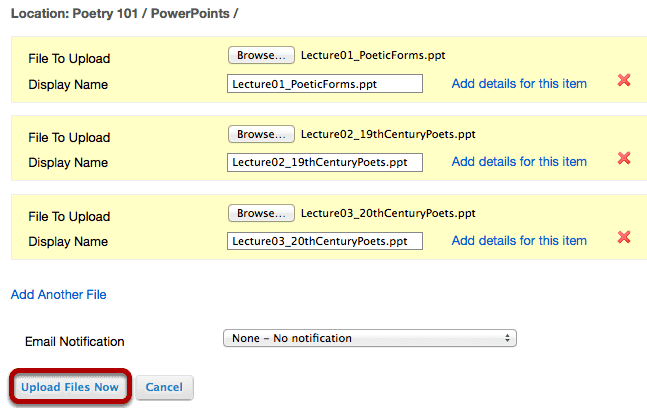 Location: Poetry 101 / PowerPoints /
File To Upload Browse... Lecture01_PoeticForms.ppt
Display Name Lecture01_PoeticForms.ppt Add details for this item
File To Upload Browse... Lecture02_19thCenturyPoets.ppt
Display Name Lecture02_19thCenturyPoets.ppt Add details for this item
File To Upload Browse... Lecture03_20thCenturyPoets.ppt
Display Name Lecture03_20thCenturyPoets.ppt Add details for this item
Add Another File
Email Notification None – No notification
Upload Files Now Cancel